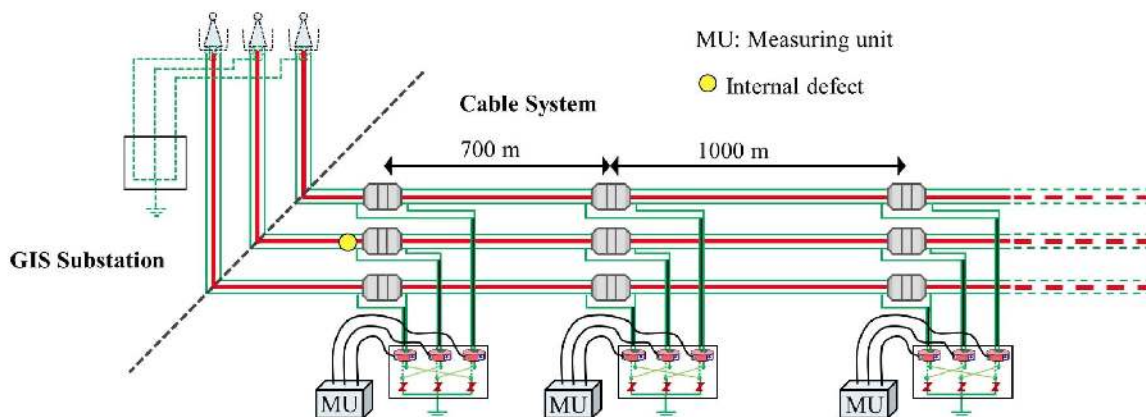 MU: Measuring unit
Internal defect
Cable System
700 m
1000 m
GIS Substation
MU
MU
MU